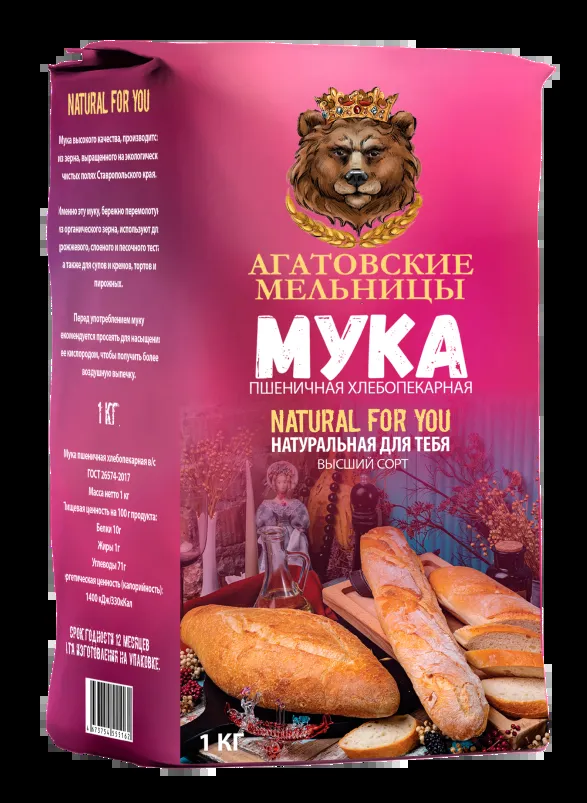 NATURAL FOR YOU
Мука высокого качества, производитс
из зерна, выращенного на экологическ
чистых полях Ставропольского края.
Именно эту муку, бережно перемолоту
из органического зерна, используют д
дрожжевого, слоеного и песочного теста
а также для супов и кремов, тортов и
пирожных.
Перед употреблением муку
рекомендуется просеять для насыщени
ее кислородом, чтобы получить более
воздушную выпечку.
1 КГ
Мука пшеничная хлебопекарная в/с
ГОСТ 26574-2017
Масса нетто 1 кг
Пищевая ценность на 100 г продукта:
Белки 10г
Жиры 1г
Углеводы 71г
ргетическая ценность (калорийность):
1400 кДж/330кКал
СРОК ГОДНОСТИ 12 МЕСЯЦЕВ
ТА ИЗГОТОВЛЕНИЯ НА УПАКОВКЕ.
АГАТОВСКИЕ
МЕЛЬНИЦЫ
МУКА
ПШЕНИЧНАЯ ХЛЕБОПЕКАРНАЯ
NATURAL FOR YOU
НАТУРАЛЬНАЯ ДЛЯ ТЕБЯ
ВЫСШИЙ СОРТ
1 КГ